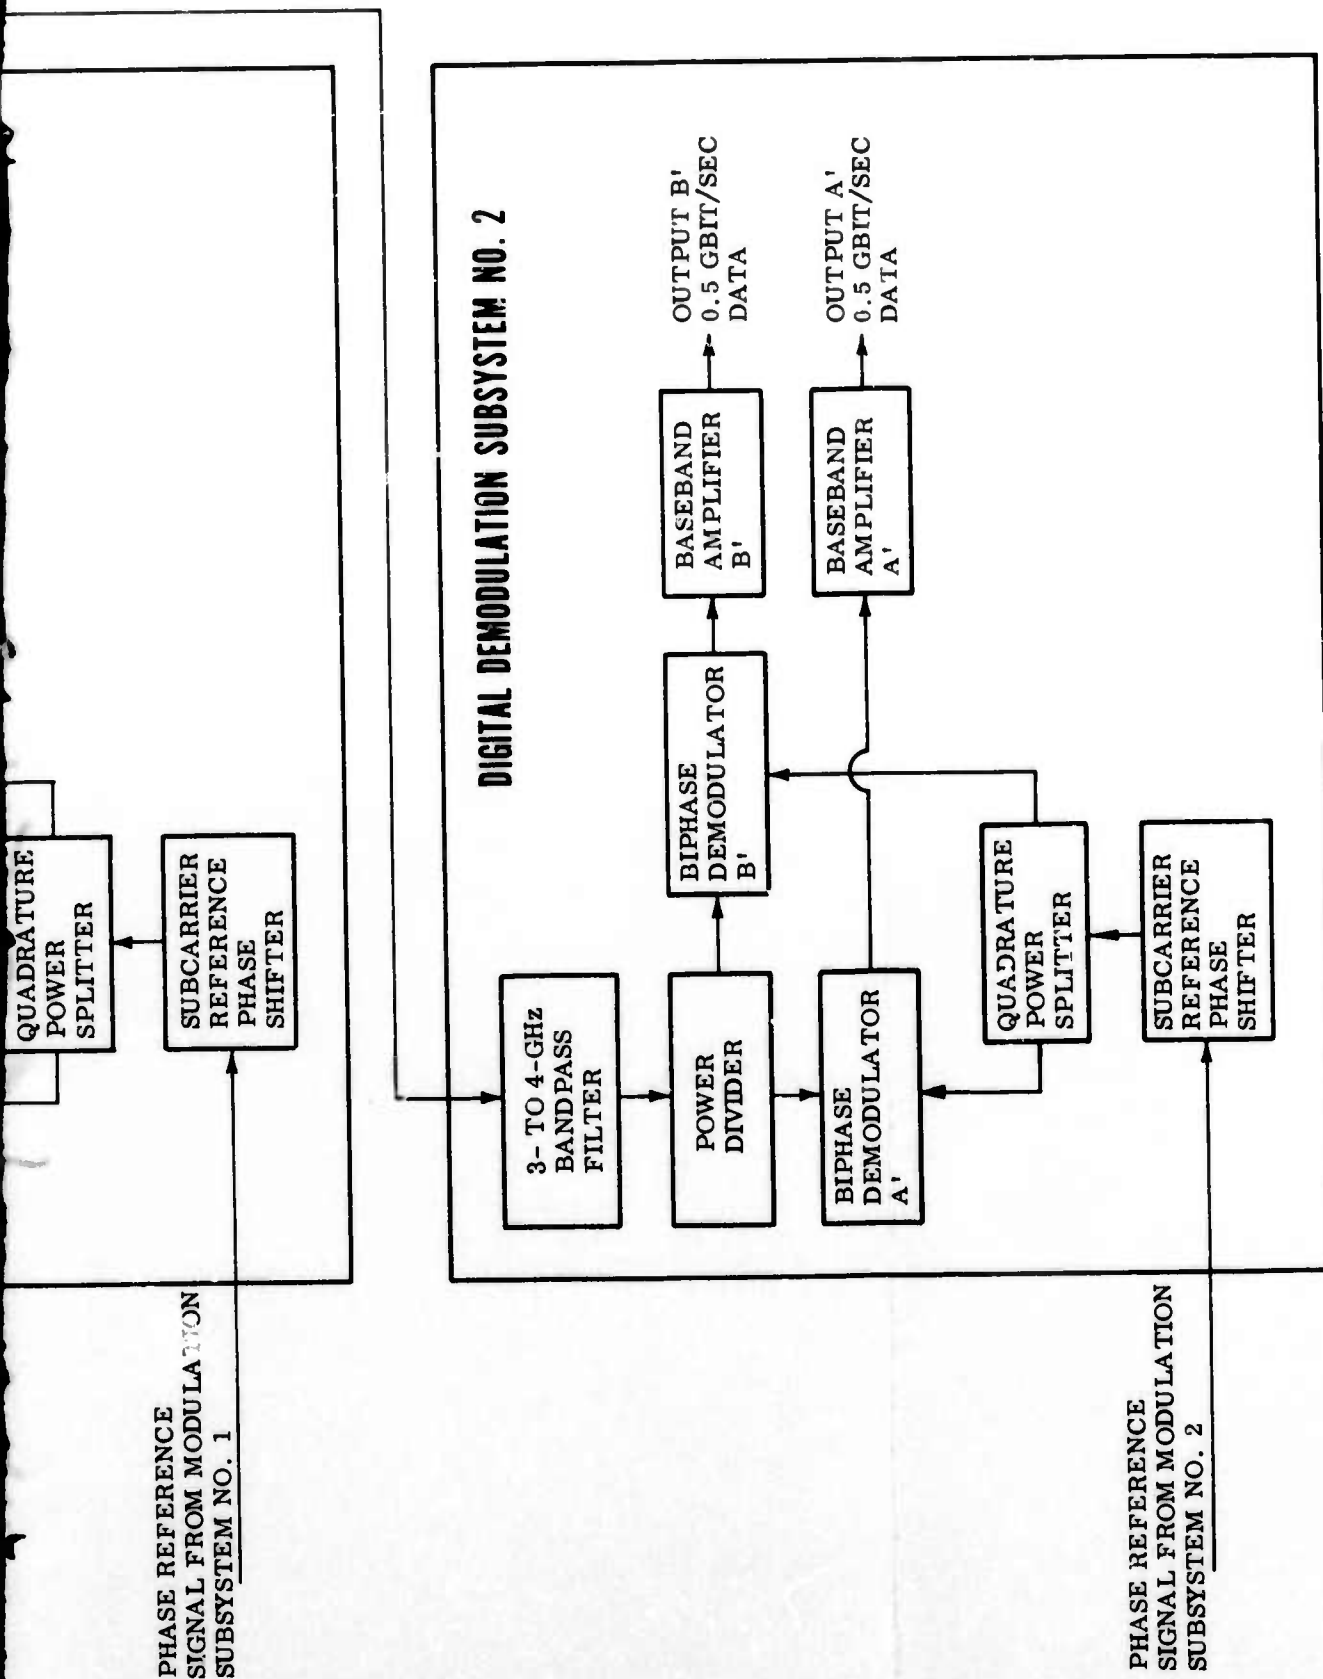 QUADRATURE
POWER
SPLITTER
SUBCARRIER
REFERENCE
PHASE
SHIFTER
PHASE REFERENCE
SIGNAL FROM MODULATION
SUBSYSTEM NO. 1
DIGITAL DEMODULATION SUBSYSTEM NO. 2
3- TO 4-GHz
BANDPASS
FILTER
POWER
DIVIDER
BIPHASE
DEMODULATOR
B'
BASEBAND
AMPLIFIER
B'
OUTPUT B'
0.5 GBIT/SEC
DATA
BIPHASE
DEMODULATOR
A'
BASEBAND
AMPLIFIER
A'
OUTPUT A'
0.5 GBIT/SEC
DATA
QUADRATURE
POWER
SPLITTER
SUBCARRIER
REFERENCE
PHASE
SHIFTER
PHASE REFERENCE
SIGNAL FROM MODULATION
SUBSYSTEM NO. 2